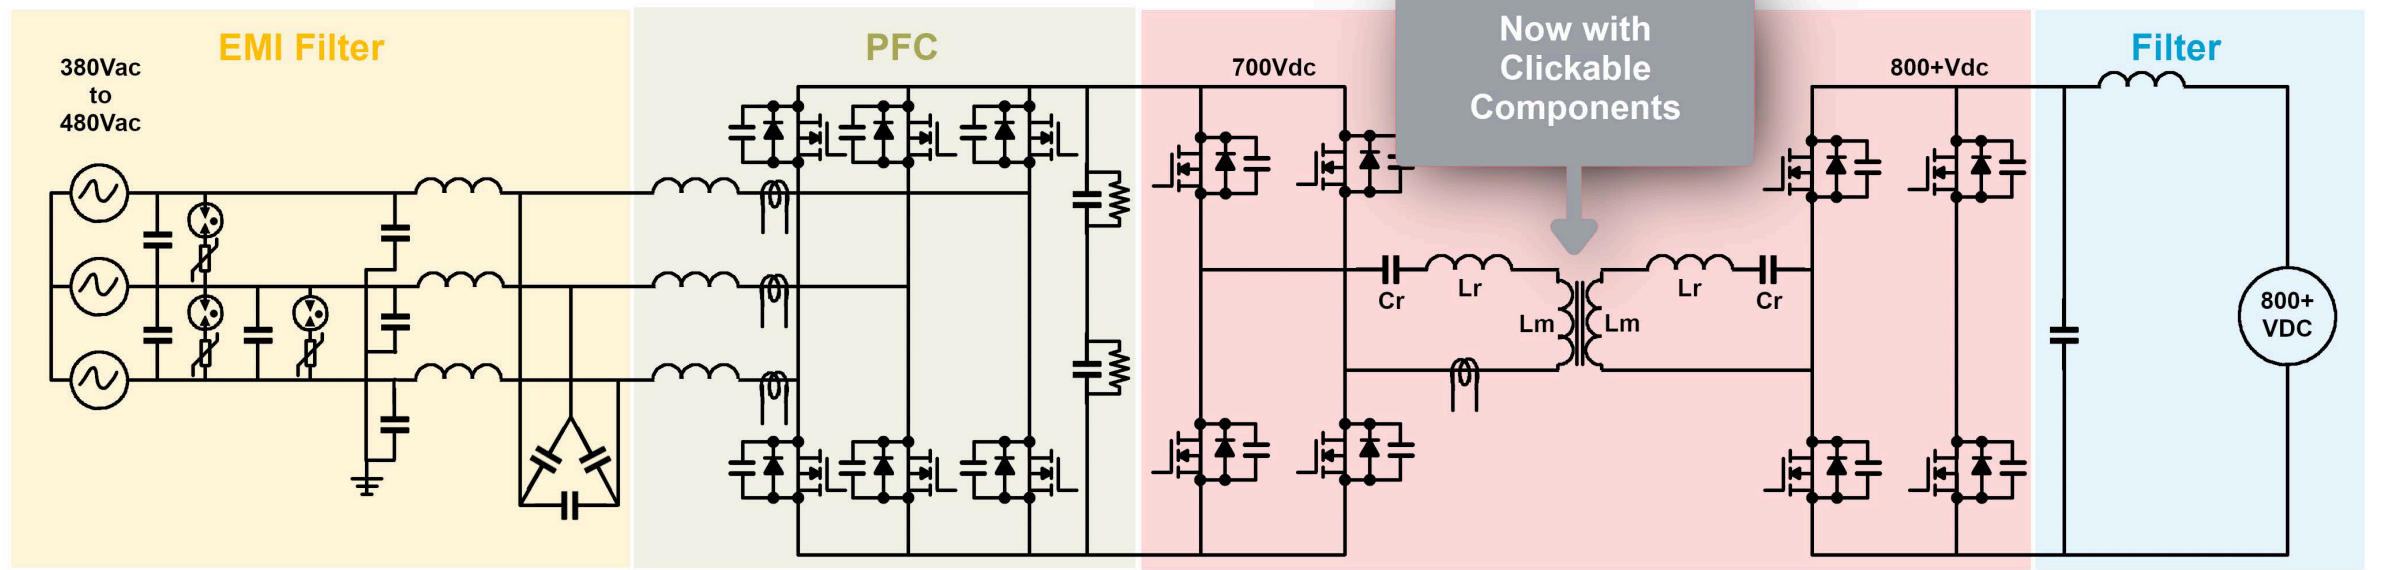 EMI Filter
380Vac
to
480Vac
PFC
700Vdc
Now with
Clickable
Components
800+Vdc
Filter
Cr
Lr
Lm
Lm
Lr
Cr
800+
VDC